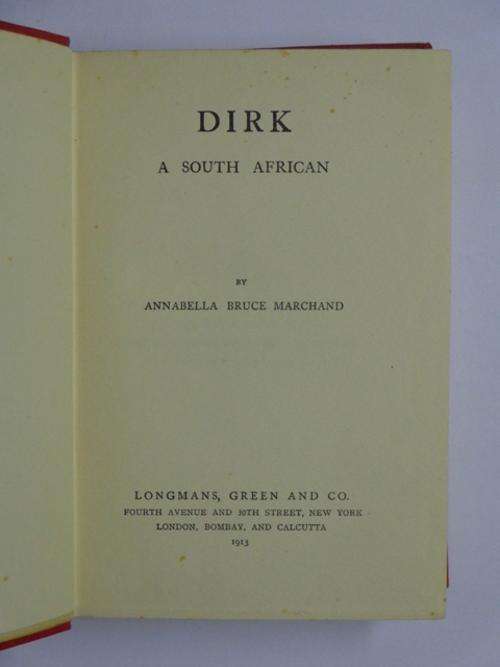 DIRK
A SOUTH AFRICAN
BY
ANNABELLA BRUCE MARCHAND
LONGMANS, GREEN AND CO.
FOURTH AVENUE AND 30TH STREET, NEW YORK
LONDON, BOMBAY, AND CALCUTTA
1913